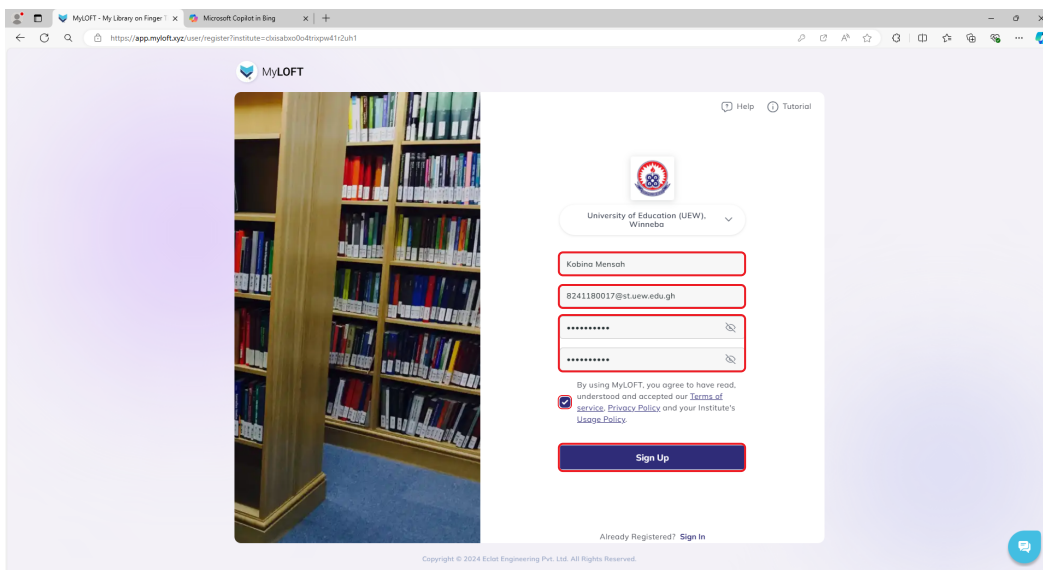 MyLOFT - My Library on Finger T
Microsoft Copilot in Bing
https://app.myloft.xyz/user/register?institute=clxisabxo0o4trixpw41r2uh1
MyLOFT
Help
Tutorial
University of Education (UEW),
Winneba
Kobina Mensah
8241180017@st.uew.edu.gh
••••••••••
••••••••••
By using MyLOFT, you agree to have read,
understood and accepted our Terms of
service, Privacy Policy and your Institute's
Usage Policy.
Sign Up
Already Registered? Sign In
Copyright © 2024 Eclat Engineering Pvt. Ltd. All Rights Reserved.